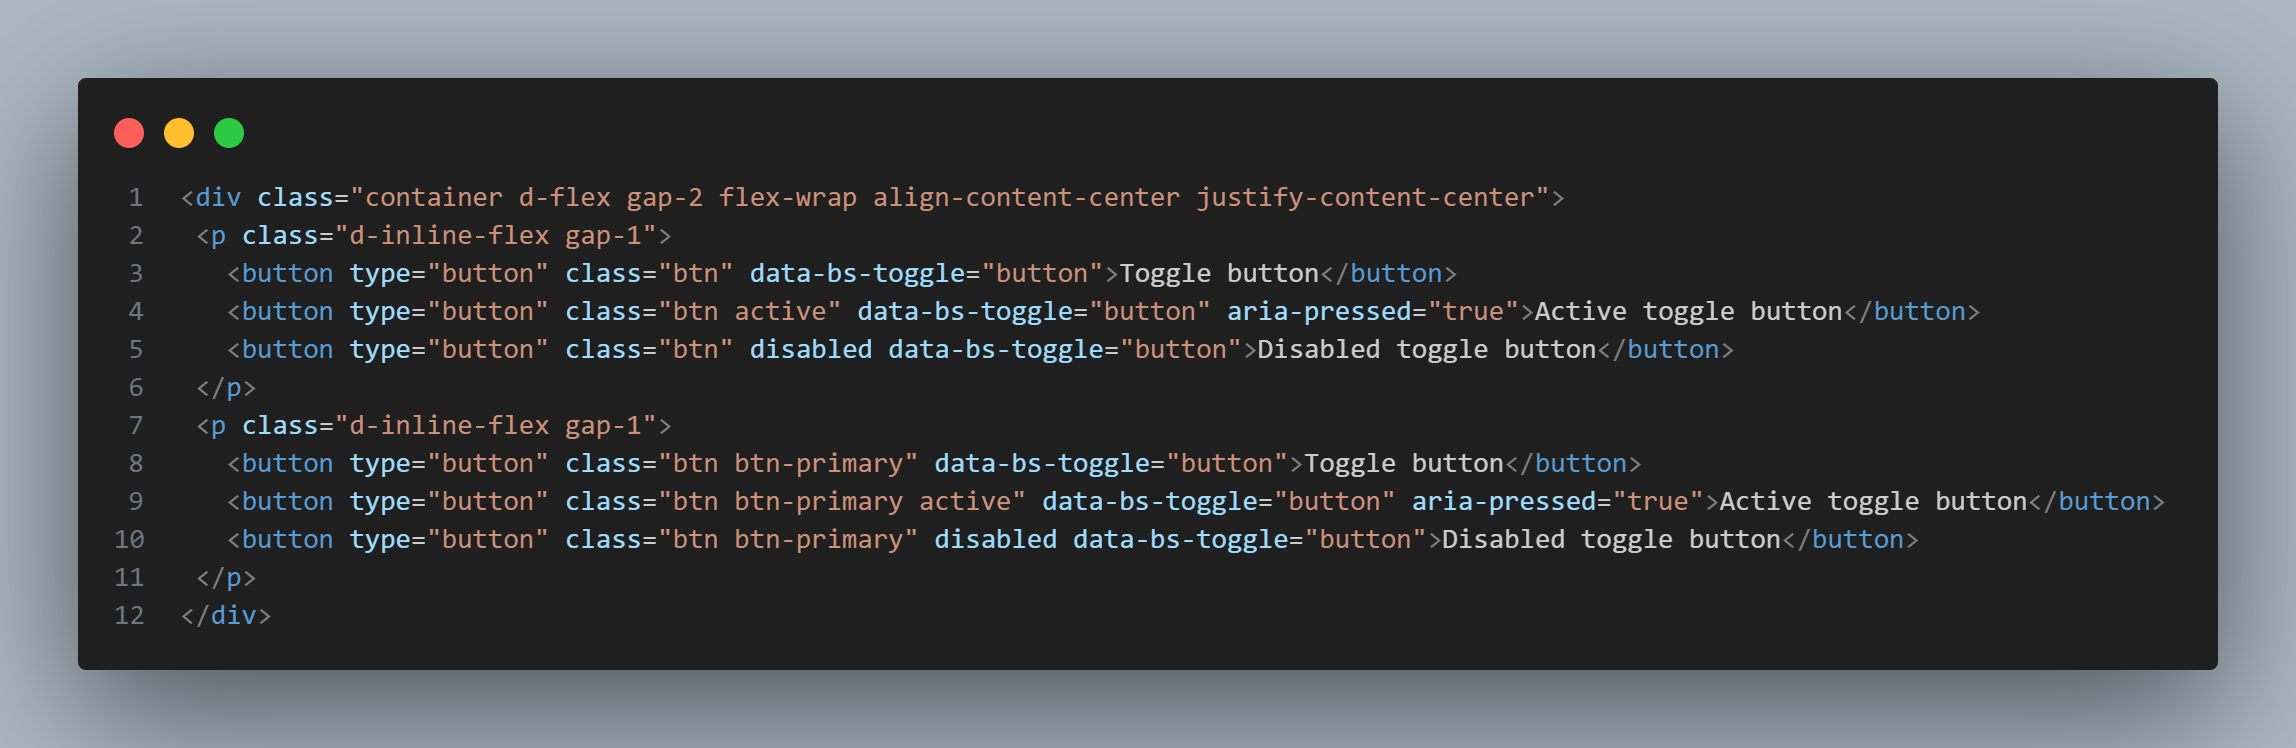 1 <div class="container d-flex gap-2 flex-wrap align-content-center justify-content-center">
2 <p class="d-inline-flex gap-1">
3 <button type="button" class="btn" data-bs-toggle="button">Toggle button</button>
4 <button type="button" class="btn active" data-bs-toggle="button" aria-pressed="true">Active toggle button</button>
5 <button type="button" class="btn" disabled data-bs-toggle="button">Disabled toggle button</button>
6 </p>
7 <p class="d-inline-flex gap-1">
8 <button type="button" class="btn btn-primary" data-bs-toggle="button">Toggle button</button>
9 <button type="button" class="btn btn-primary active" data-bs-toggle="button" aria-pressed="true">Active toggle button</button>
10 <button type="button" class="btn btn-primary" disabled data-bs-toggle="button">Disabled toggle button</button>
11 </p>
12 </div>